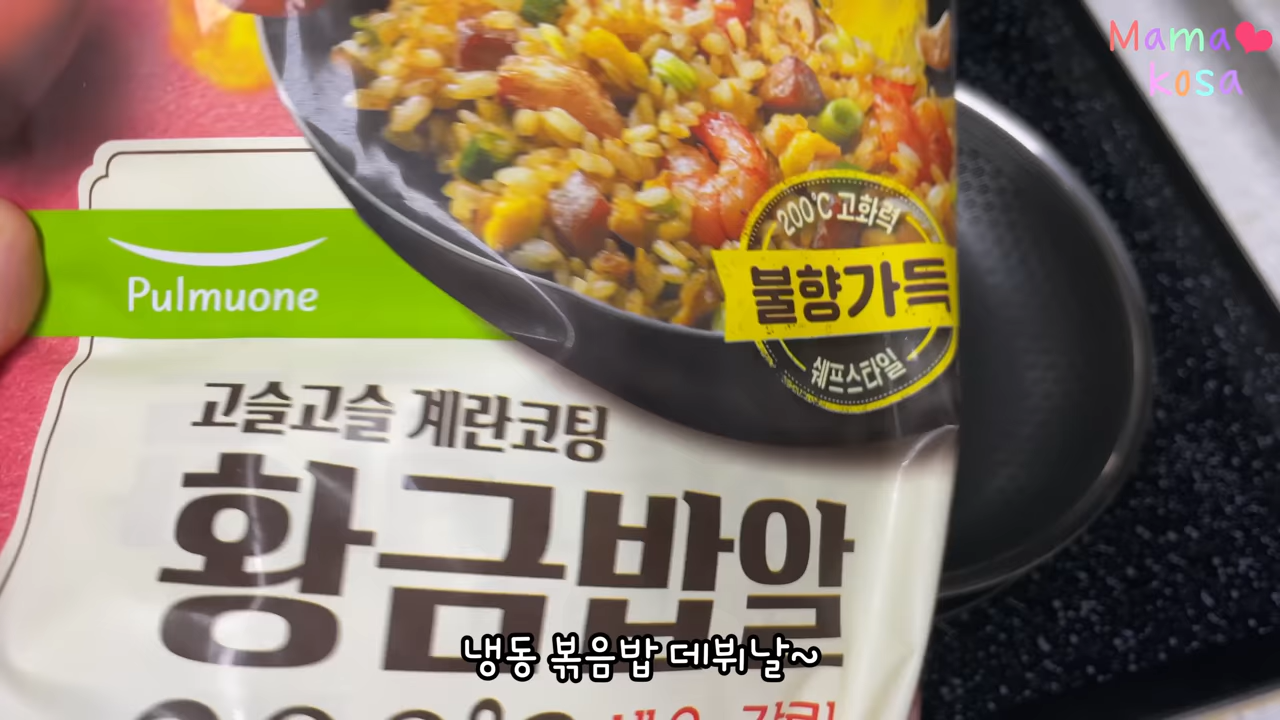 Mama
kosa
200℃ 고화력
불향가득
쉐프스타일
Pulmuone
고슬고슬 계란코팅
황금밥알
냉동 볶음밥 데뷔날~